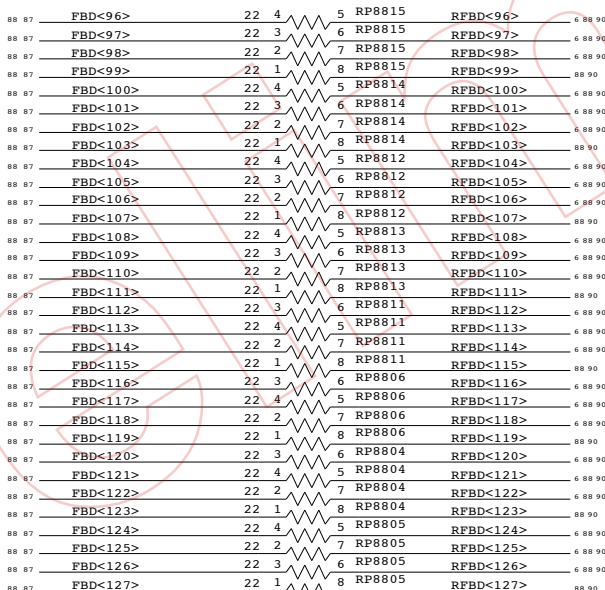 88 87 FBD<96> 22 4 5 RP8815 RFBD<96> 6 88 90
88 87 FBD<97> 22 3 6 RP8815 RFBD<97> 6 88 90
88 87 FBD<98> 22 2 7 RP8815 RFBD<98> 6 88 90
88 87 FBD<99> 22 1 8 RP8815 RFBD<99> 88 90
88 87 FBD<100> 22 4 5 RP8814 RFBD<100> 6 88 90
88 87 FBD<101> 22 3 6 RP8814 RFBD<101> 6 88 90
88 87 FBD<102> 22 2 7 RP8814 RFBD<102> 6 88 90
88 87 FBD<103> 22 1 8 RP8814 RFBD<103> 88 90
88 87 FBD<104> 22 4 5 RP8812 RFBD<104> 6 88 90
88 87 FBD<105> 22 3 6 RP8812 RFBD<105> 6 88 90
88 87 FBD<106> 22 2 7 RP8812 RFBD<106> 6 88 90
88 87 FBD<107> 22 1 8 RP8812 RFBD<107> 88 90
88 87 FBD<108> 22 4 5 RP8813 RFBD<108> 6 88 90
88 87 FBD<109> 22 3 6 RP8813 RFBD<109> 6 88 90
88 87 FBD<110> 22 2 7 RP8813 RFBD<110> 6 88 90
88 87 FBD<111> 22 1 8 RP8813 RFBD<111> 88 90
88 87 FBD<112> 22 3 6 RP8811 RFBD<112> 6 88 90
88 87 FBD<113> 22 4 5 RP8811 RFBD<113> 6 88 90
88 87 FBD<114> 22 2 7 RP8811 RFBD<114> 6 88 90
88 87 FBD<115> 22 1 8 RP8811 RFBD<115> 88 90
88 87 FBD<116> 22 3 6 RP8806 RFBD<116> 6 88 90
88 87 FBD<117> 22 4 5 RP8806 RFBD<117> 6 88 90
88 87 FBD<118> 22 2 7 RP8806 RFBD<118> 6 88 90
88 87 FBD<119> 22 1 8 RP8806 RFBD<119> 88 90
88 87 FBD<120> 22 3 6 RP8804 RFBD<120> 6 88 90
88 87 FBD<121> 22 4 5 RP8804 RFBD<121> 6 88 90
88 87 FBD<122> 22 2 7 RP8804 RFBD<122> 6 88 90
88 87 FBD<123> 22 1 8 RP8804 RFBD<123> 88 90
88 87 FBD<124> 22 4 5 RP8805 RFBD<124> 6 88 90
88 87 FBD<125> 22 2 7 RP8805 RFBD<125> 6 88 90
88 87 FBD<126> 22 3 6 RP8805 RFBD<126> 6 88 90
88 87 FBD<127> 22 1 8 RP8805 RFBD<127> 88 90